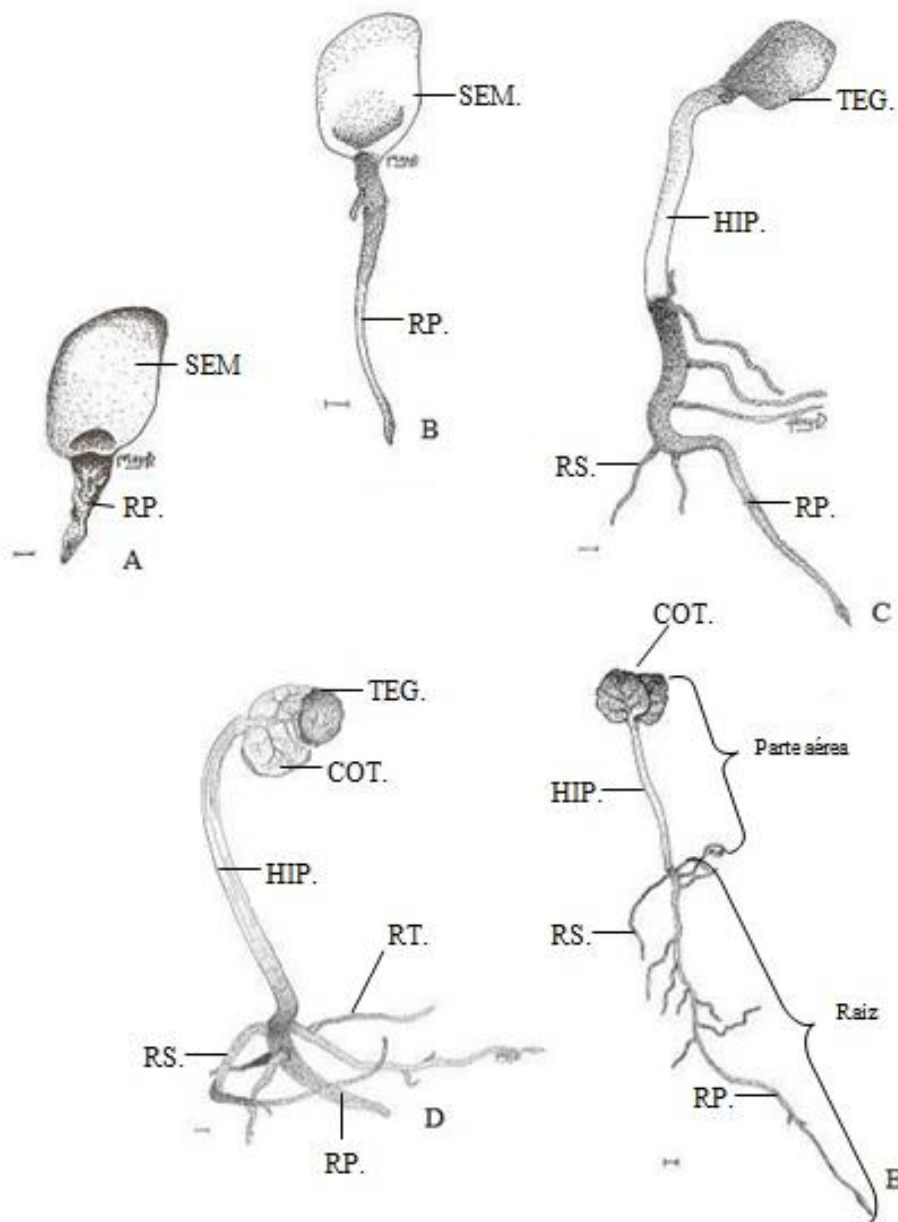 SEM
RP.
A
SEM.
RP.
B
TEG.
HIP.
RS.
RP.
C
TEG.
COT.
HIP.
RT.
RS.
RP.
D
COT.
Parte aérea
HIP.
RS.
Raiz
RP.
E